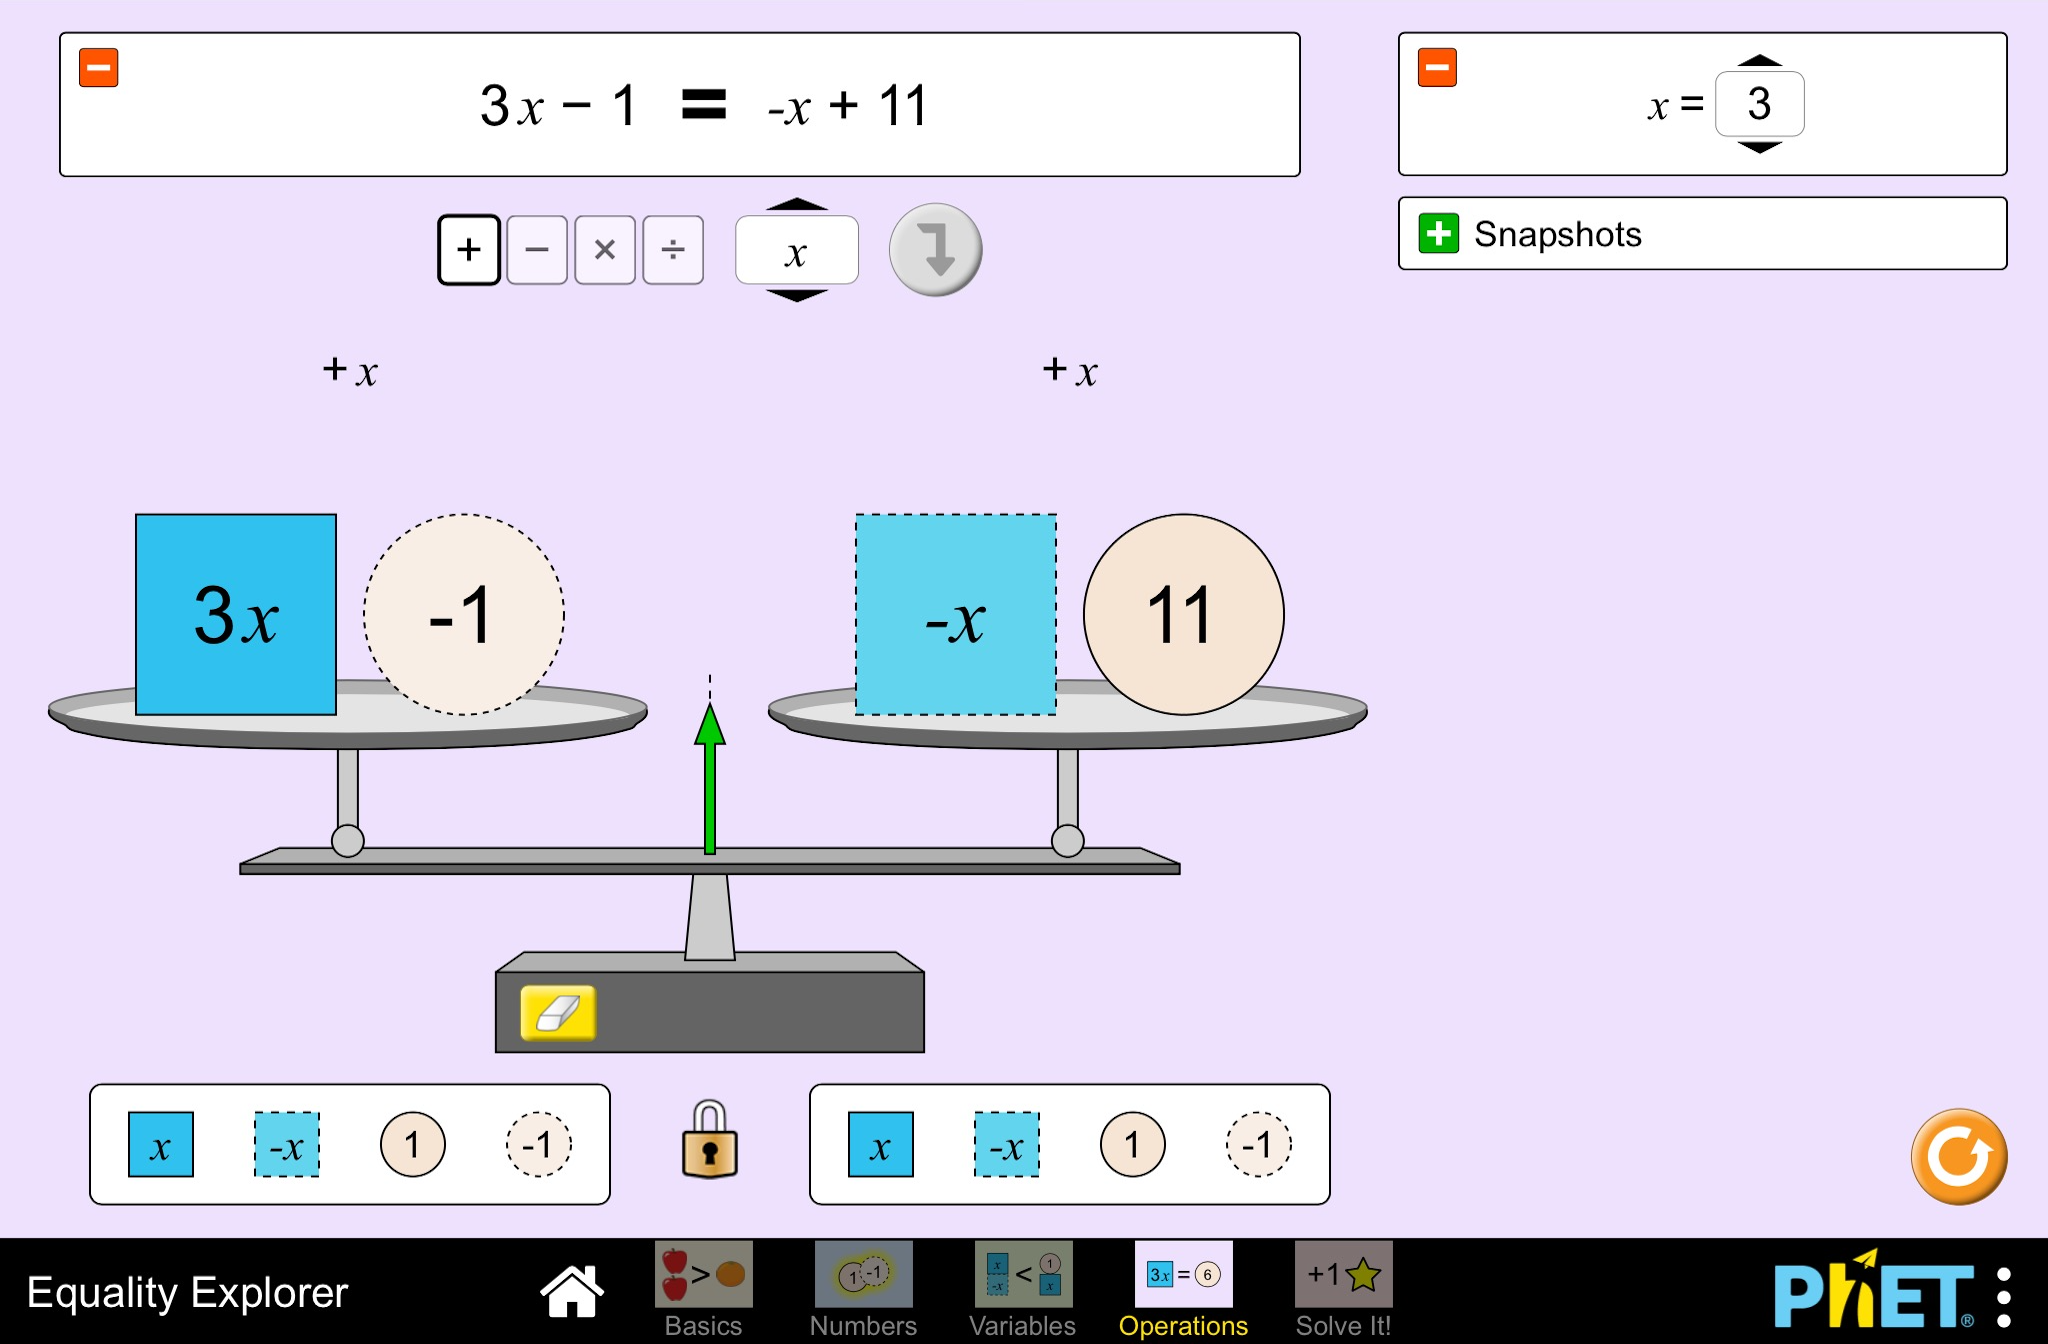 3x − 1 = -x + 11
x = 3
+ − × ÷ x
Snapshots
+ x
+ x
3x -1
-x 11
x -x 1 -1
x -x 1 -1
Equality Explorer
>
1 -1
x -x < 1 x
3x = 6
+1
Basics
Numbers
Variables
Operations
Solve It!
PhET®